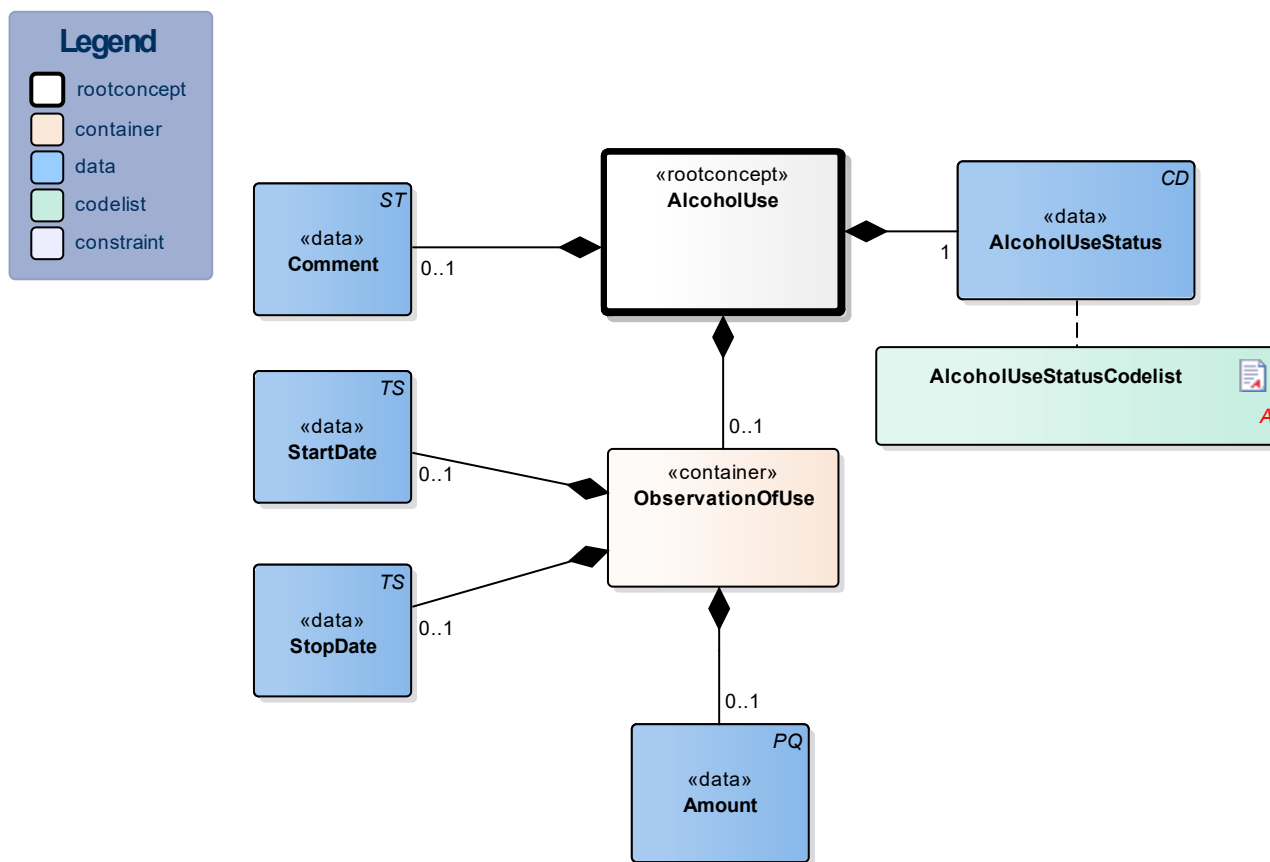 Legend
rootconcept
container
data
codelist
constraint
«rootconcept»
AlcoholUse
ST
«data»
Comment
0..1
CD
«data»
AlcoholUseStatus
1
AlcoholUseStatusCodelist
A
TS
«data»
StartDate
0..1
0..1
«container»
ObservationOfUse
TS
«data»
StopDate
0..1
0..1
PQ
«data»
Amount